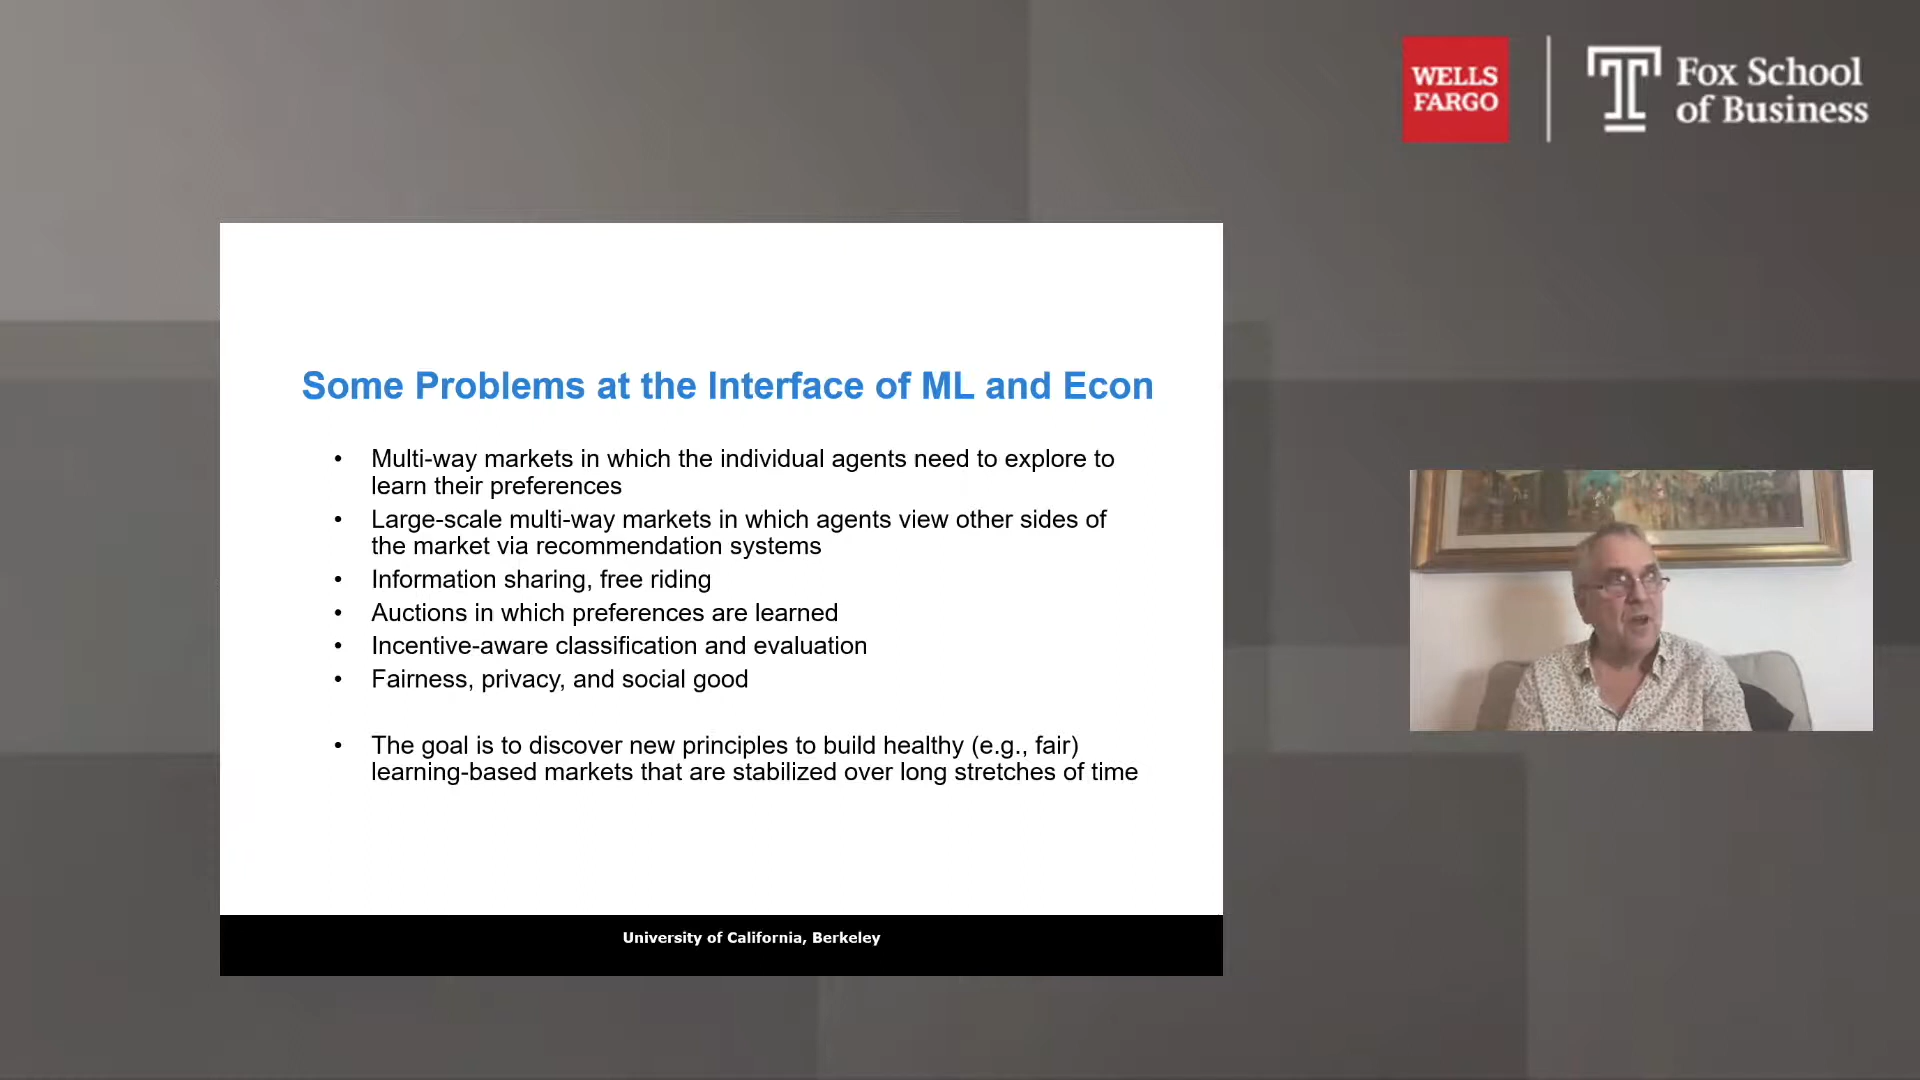 WELLS
FARGO
Fox School
of Business
Some Problems at the Interface of ML and Econ
• Multi-way markets in which the individual agents need to explore to
learn their preferences
• Large-scale multi-way markets in which agents view other sides of
the market via recommendation systems
• Information sharing, free riding
• Auctions in which preferences are learned
• Incentive-aware classification and evaluation
• Fairness, privacy, and social good
• The goal is to discover new principles to build healthy (e.g., fair)
learning-based markets that are stabilized over long stretches of time
University of California, Berkeley